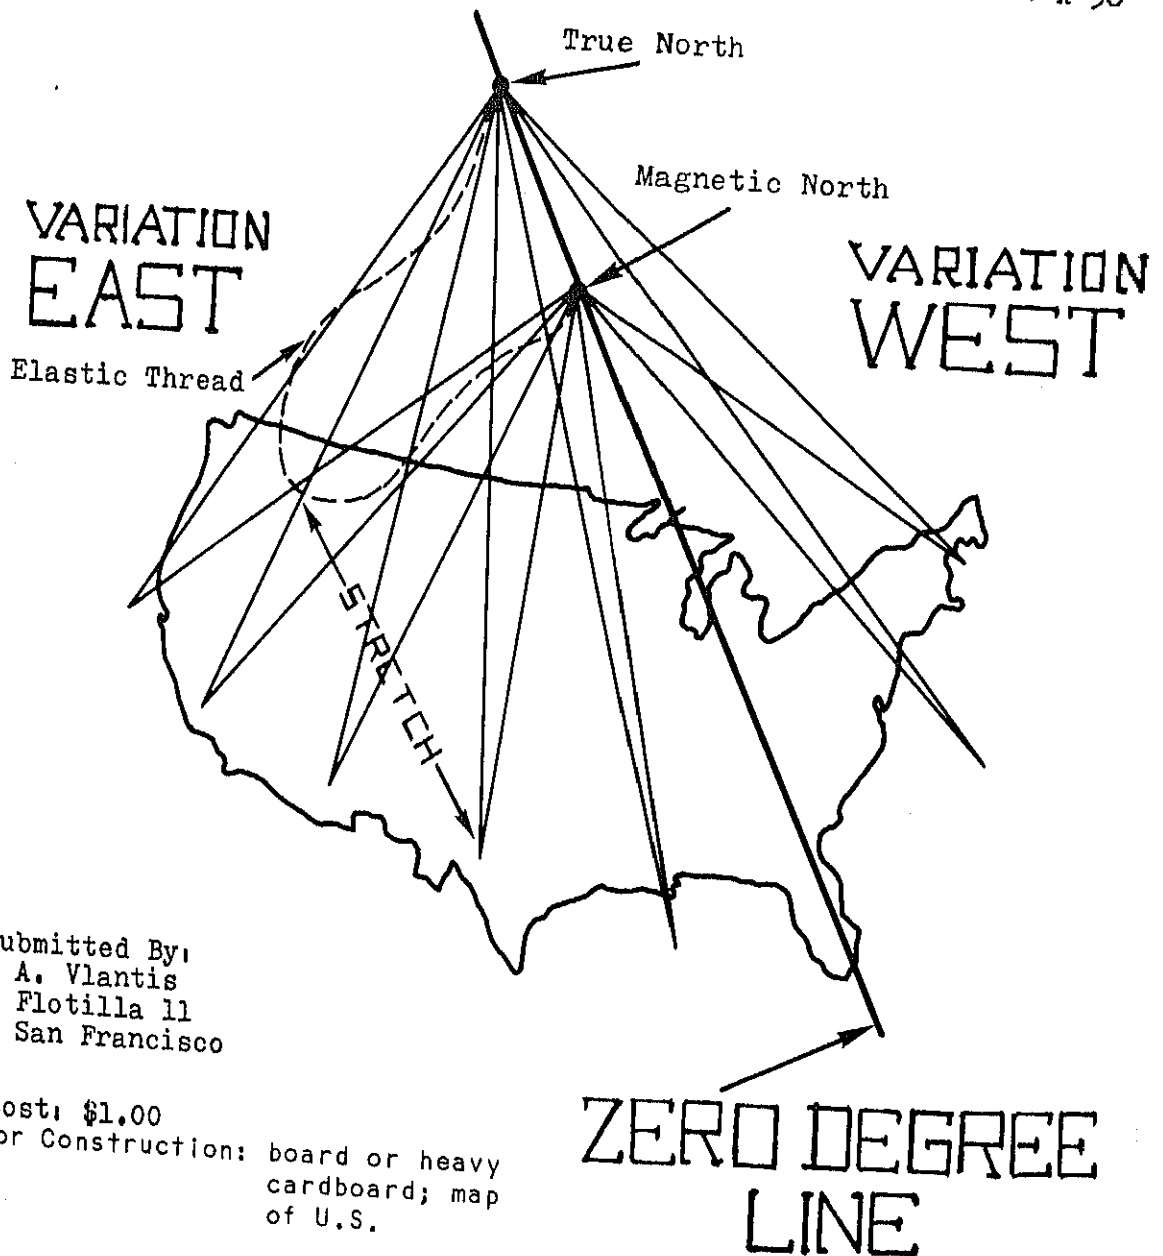 True North
Magnetic North
VARIATION
EAST
VARIATION
WEST
Elastic Thread
STRETCH
ubmitted By:
A. Vlantis
Flotilla 11
San Francisco
ost: $1.00
or Construction: board or heavy
cardboard; map
of U.S.
ZERO DEGREE
LINE